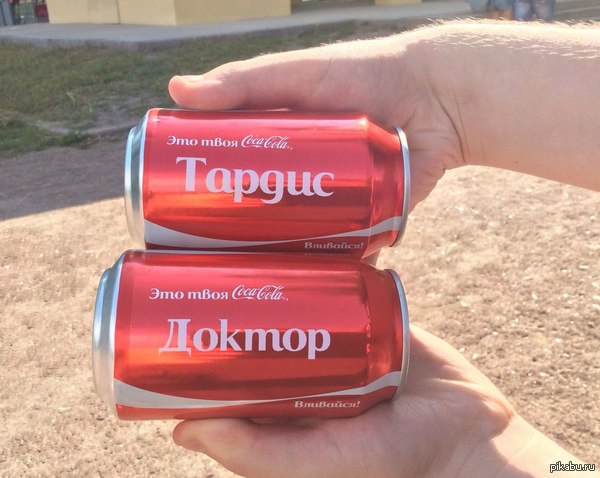 Это твоя Coca-Cola
Тардис
Вливайся!
Это твоя Coca-Cola
Доктор
Вливайся!
pikabu.ru